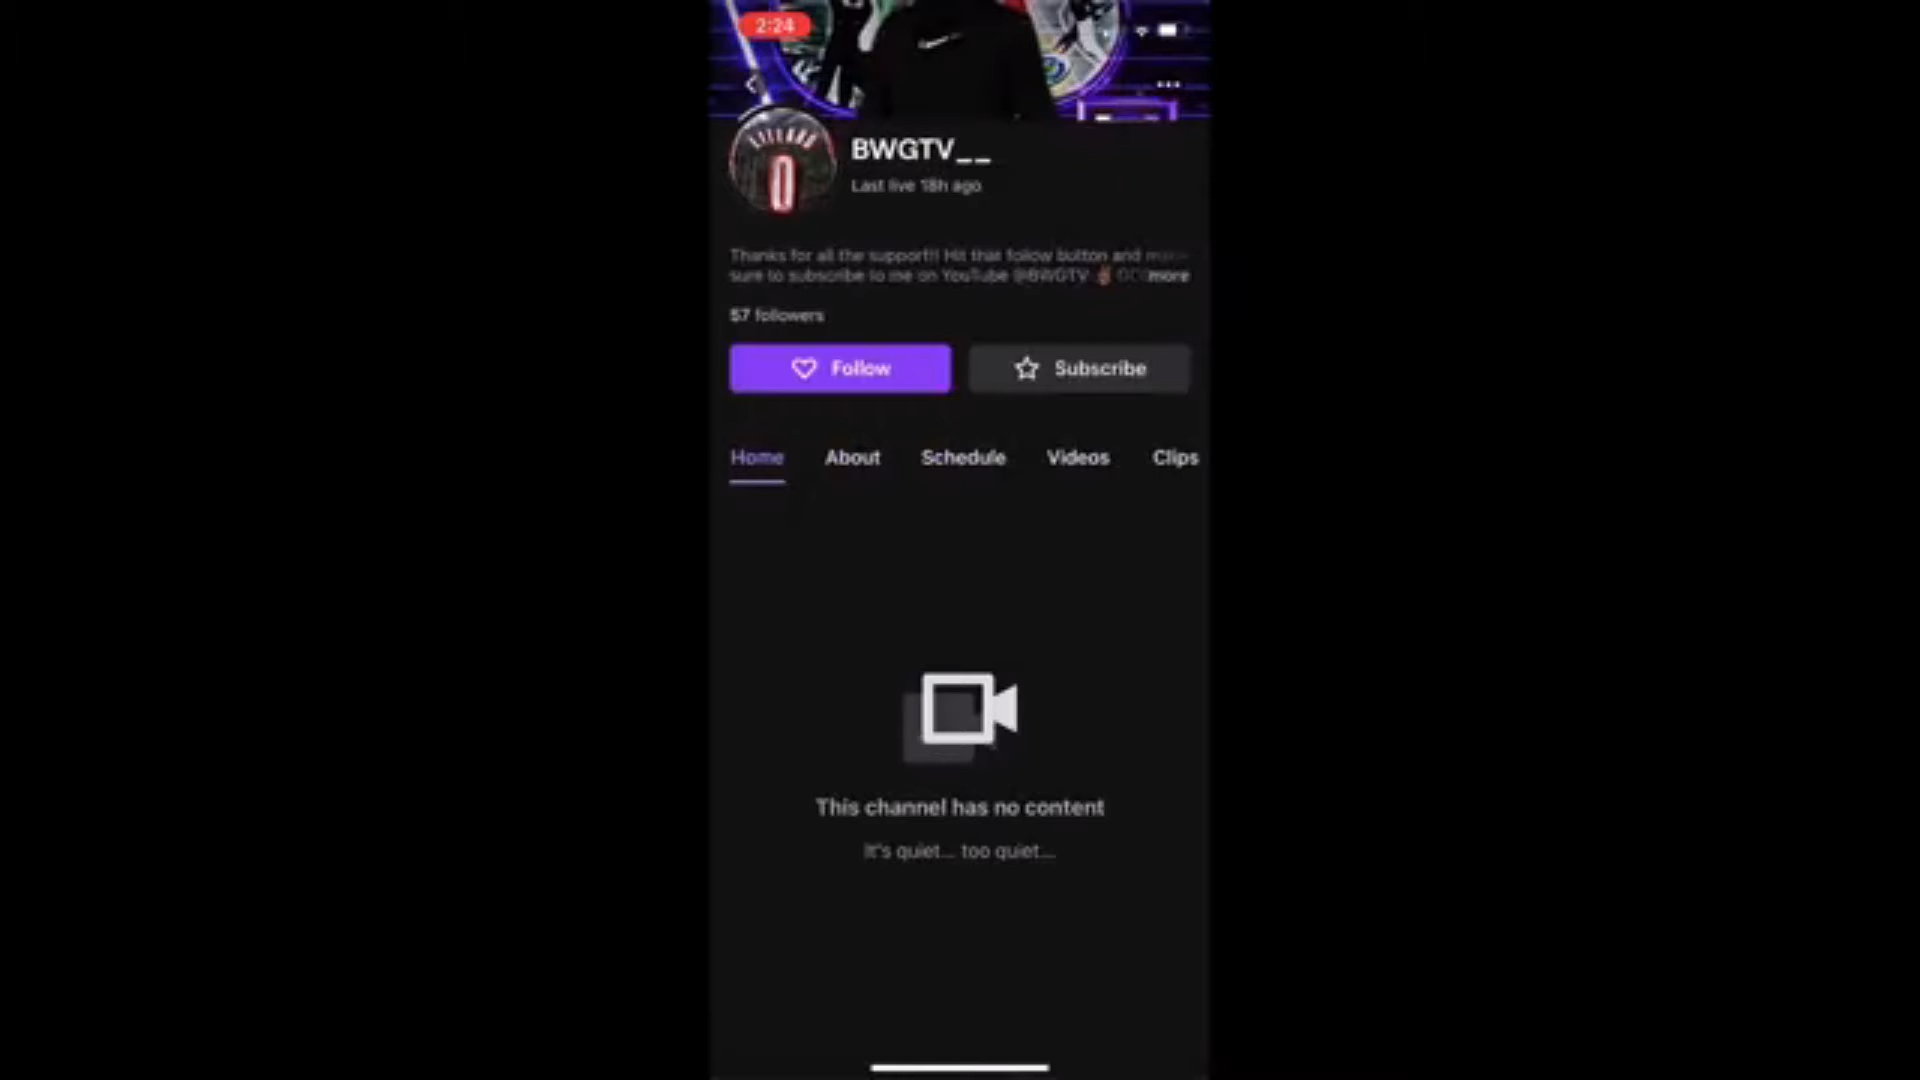 2:24
LILLARD
0
BWGTV__
Last live 18h ago
Thanks for all the support!! Hit that follow button and
sure to subscribe to me on YouTube @BWGTV ✌🏾 more
57 followers
Follow
Subscribe
Home About Schedule Videos Clips
This channel has no content
It's quiet... too quiet...